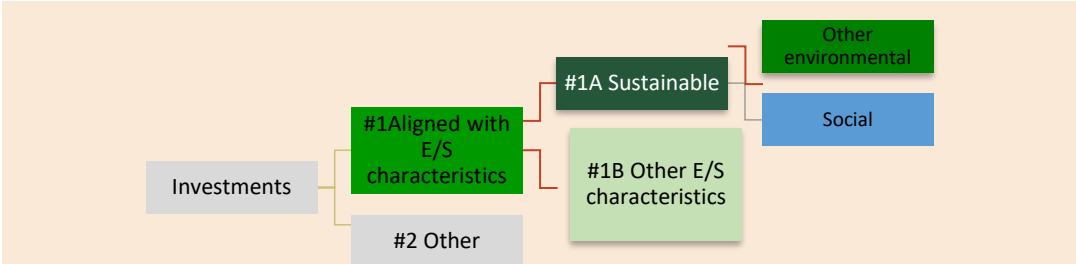 Other
environmental
#1A Sustainable
#1Aligned with
E/S
characteristics
Social
#1B Other E/S
characteristics
Investments
#2 Other